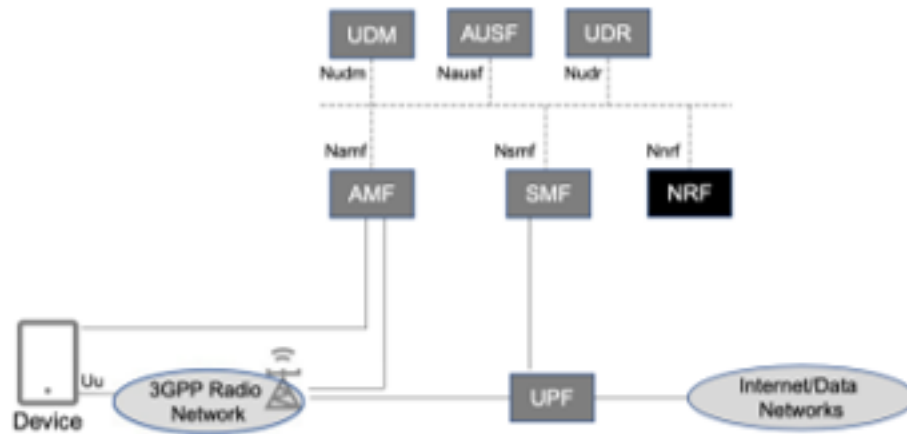 UDM AUSF UDR
Nudm Nausf Nudr
Namf Nsmf Nnrf
AMF SMF NRF
Uu
3GPP Radio
Network
UPF
Internet/Data
Networks
Device